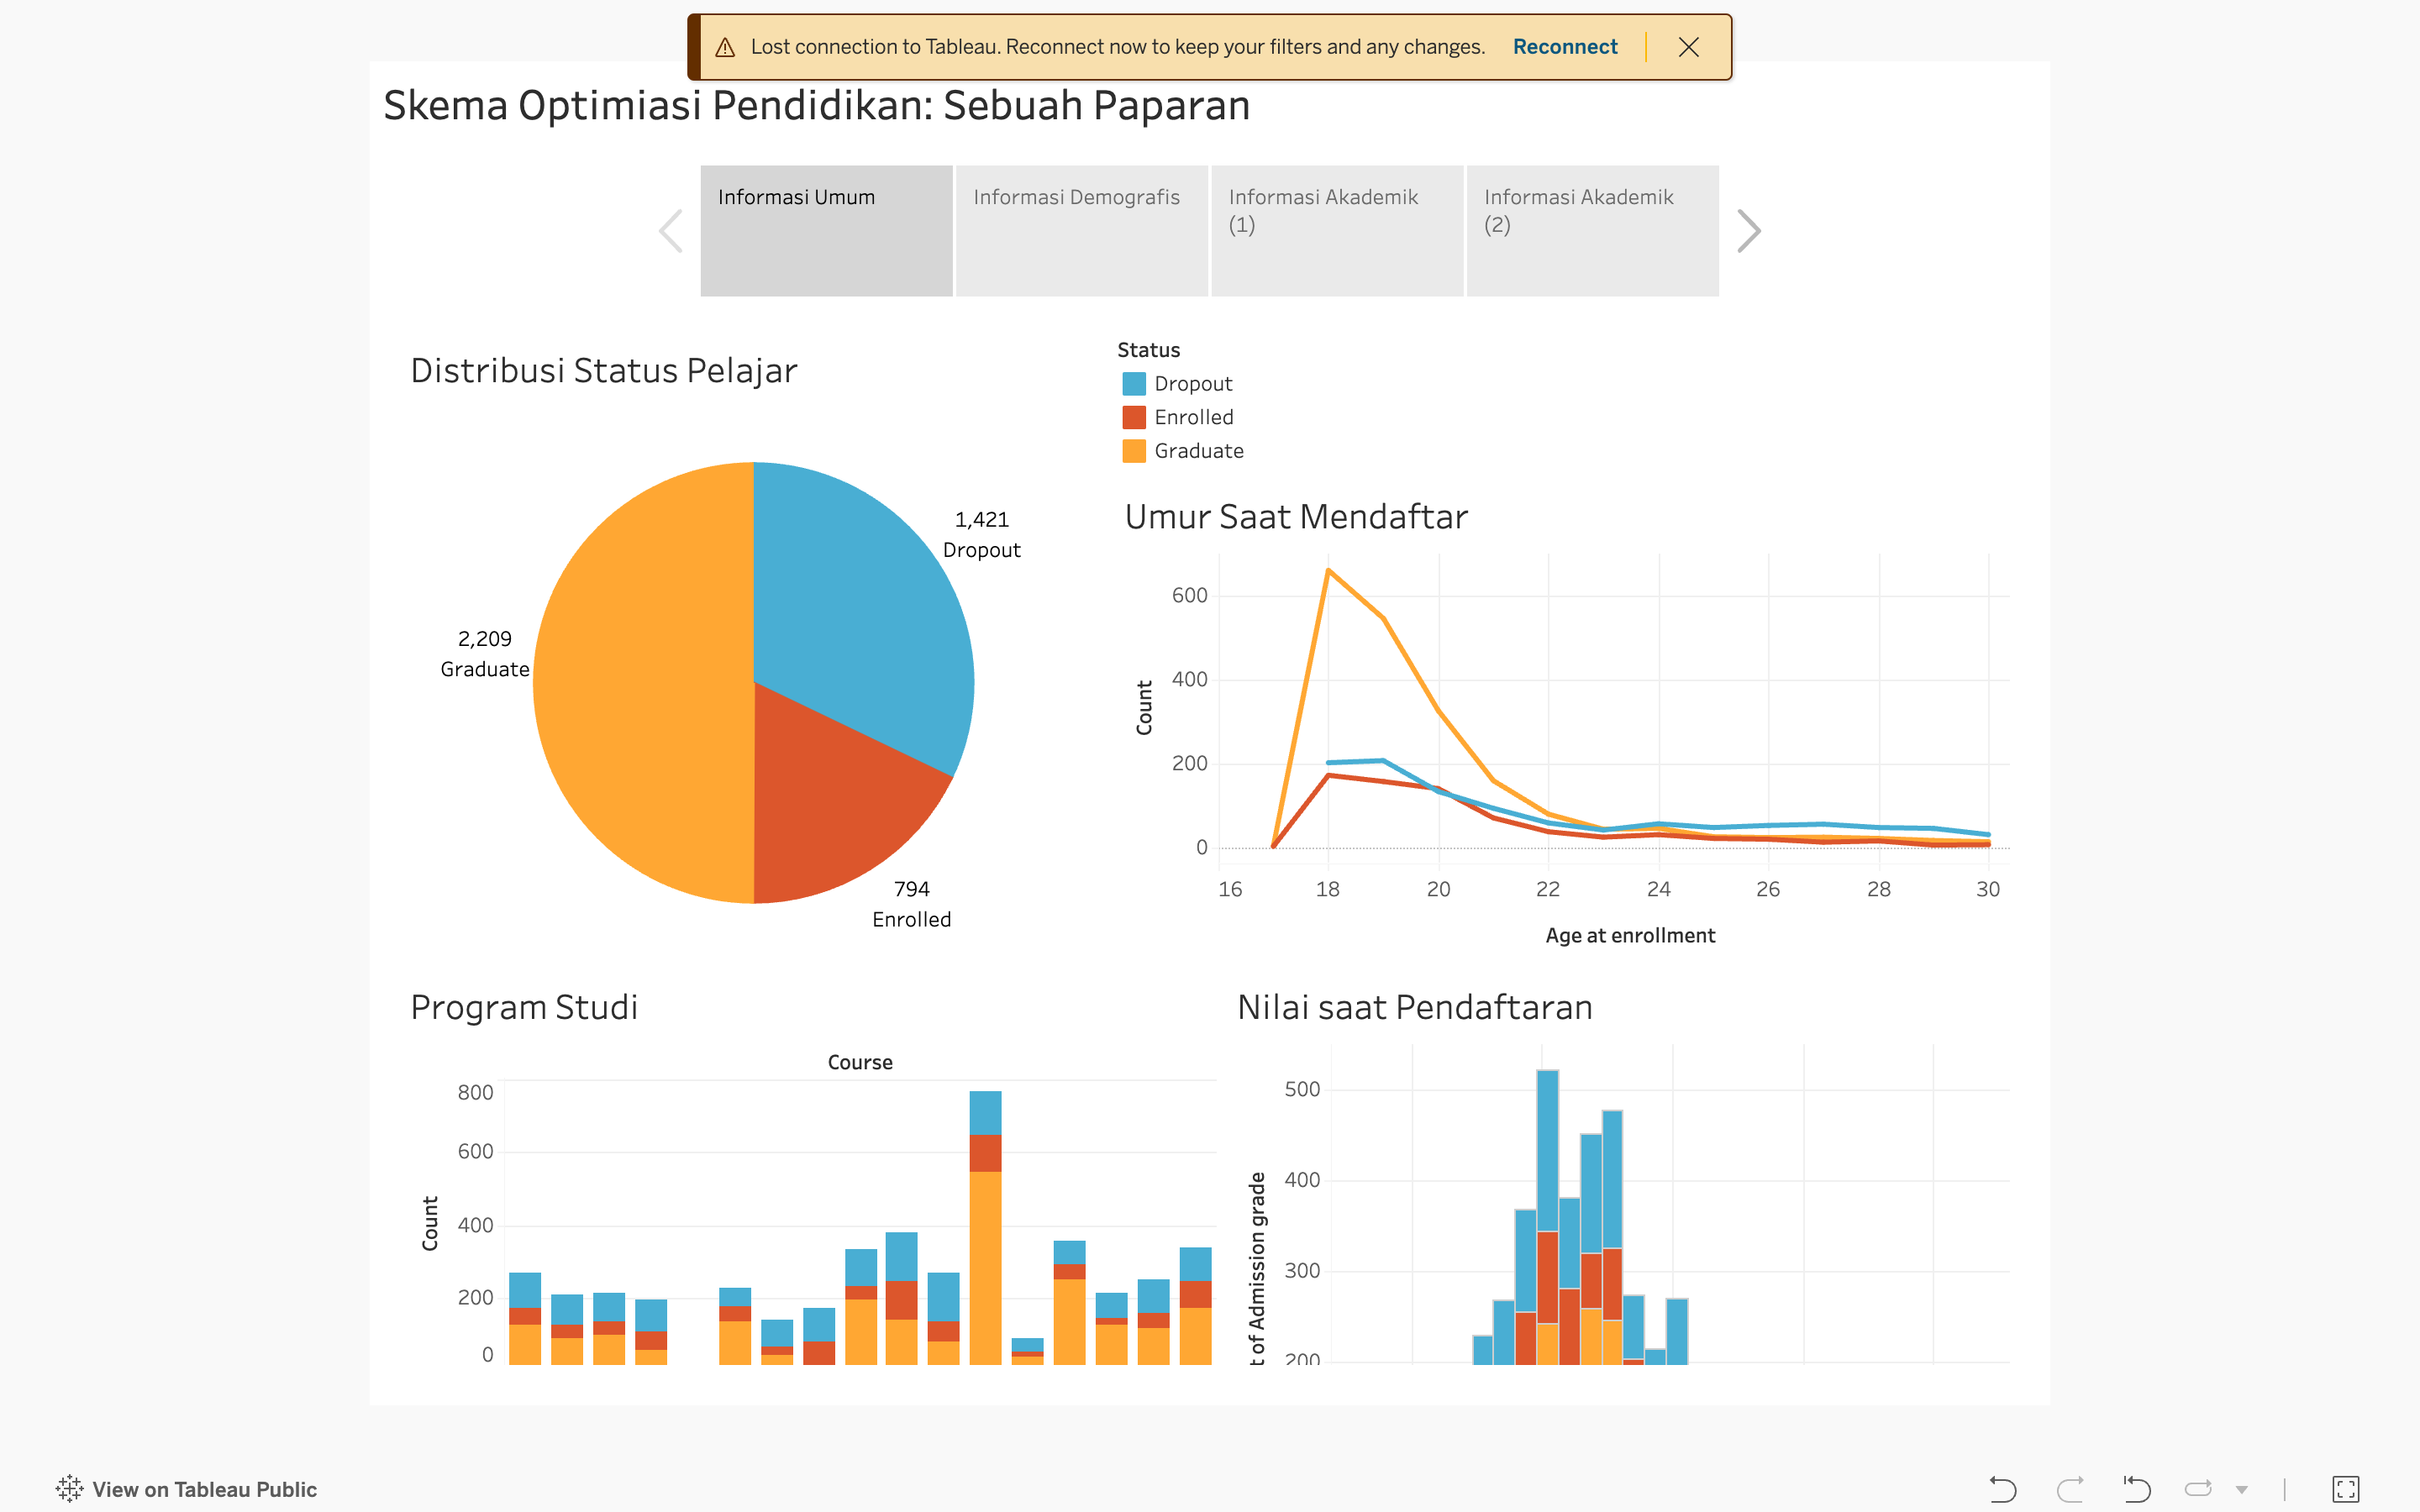 Lost connection to Tableau. Reconnect now to keep your filters and any changes. Reconnect
Skema Optimiasi Pendidikan: Sebuah Paparan
Informasi Umum
Informasi Demografis
Informasi Akademik
(1)
Informasi Akademik
(2)
Distribusi Status Pelajar
1,421
Dropout
2,209
Graduate
794
Enrolled
Status
Dropout
Enrolled
Graduate
Umur Saat Mendaftar
Count
600
400
200
0
16 18 20 22 24 26 28 30
Age at enrollment
Program Studi
Course
Count
800
600
400
200
0
Nilai saat Pendaftaran
t of Admission grade
500
400
300
200
View on Tableau Public